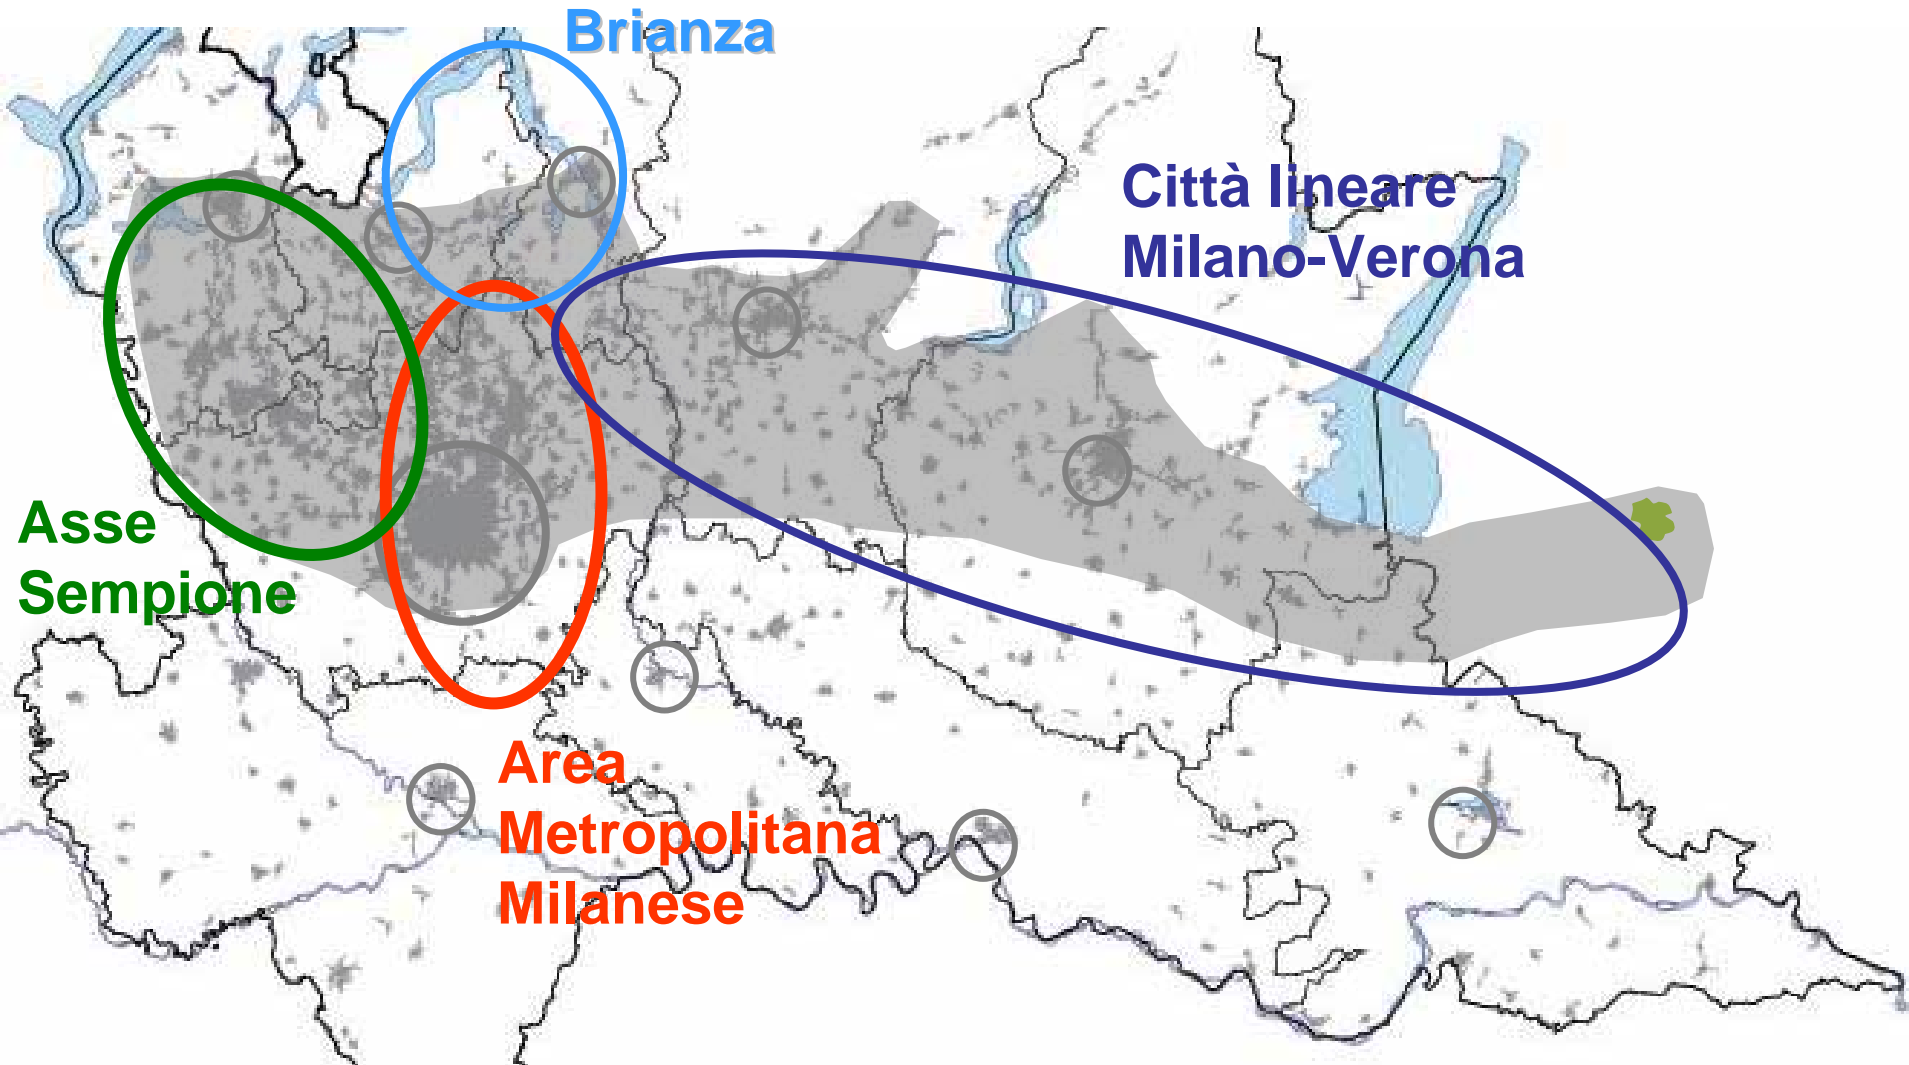 Brianza
Città lineare
Milano-Verona
Asse
Sempione
Area
Metropolitana
Milanese